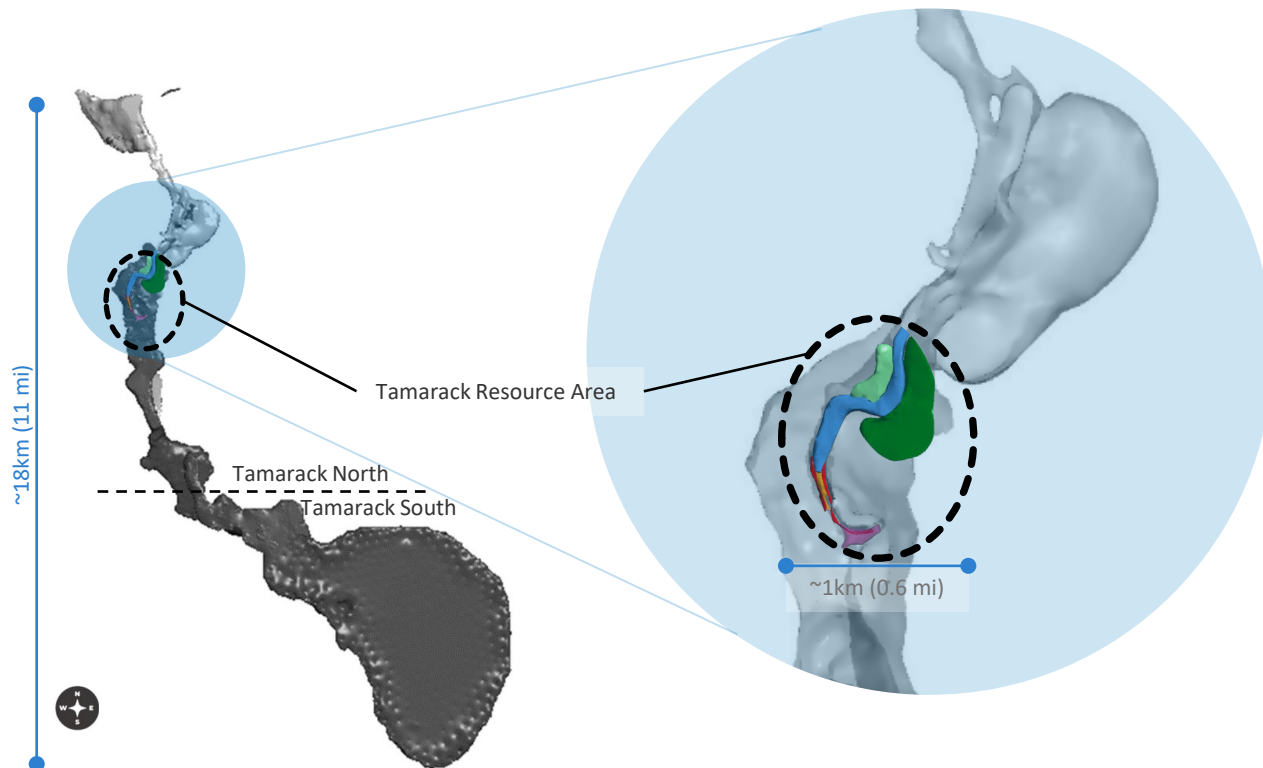 ~18km (11 mi)
Tamarack Resource Area
Tamarack North
Tamarack South
~1km (0.6 mi)
N
W E
S